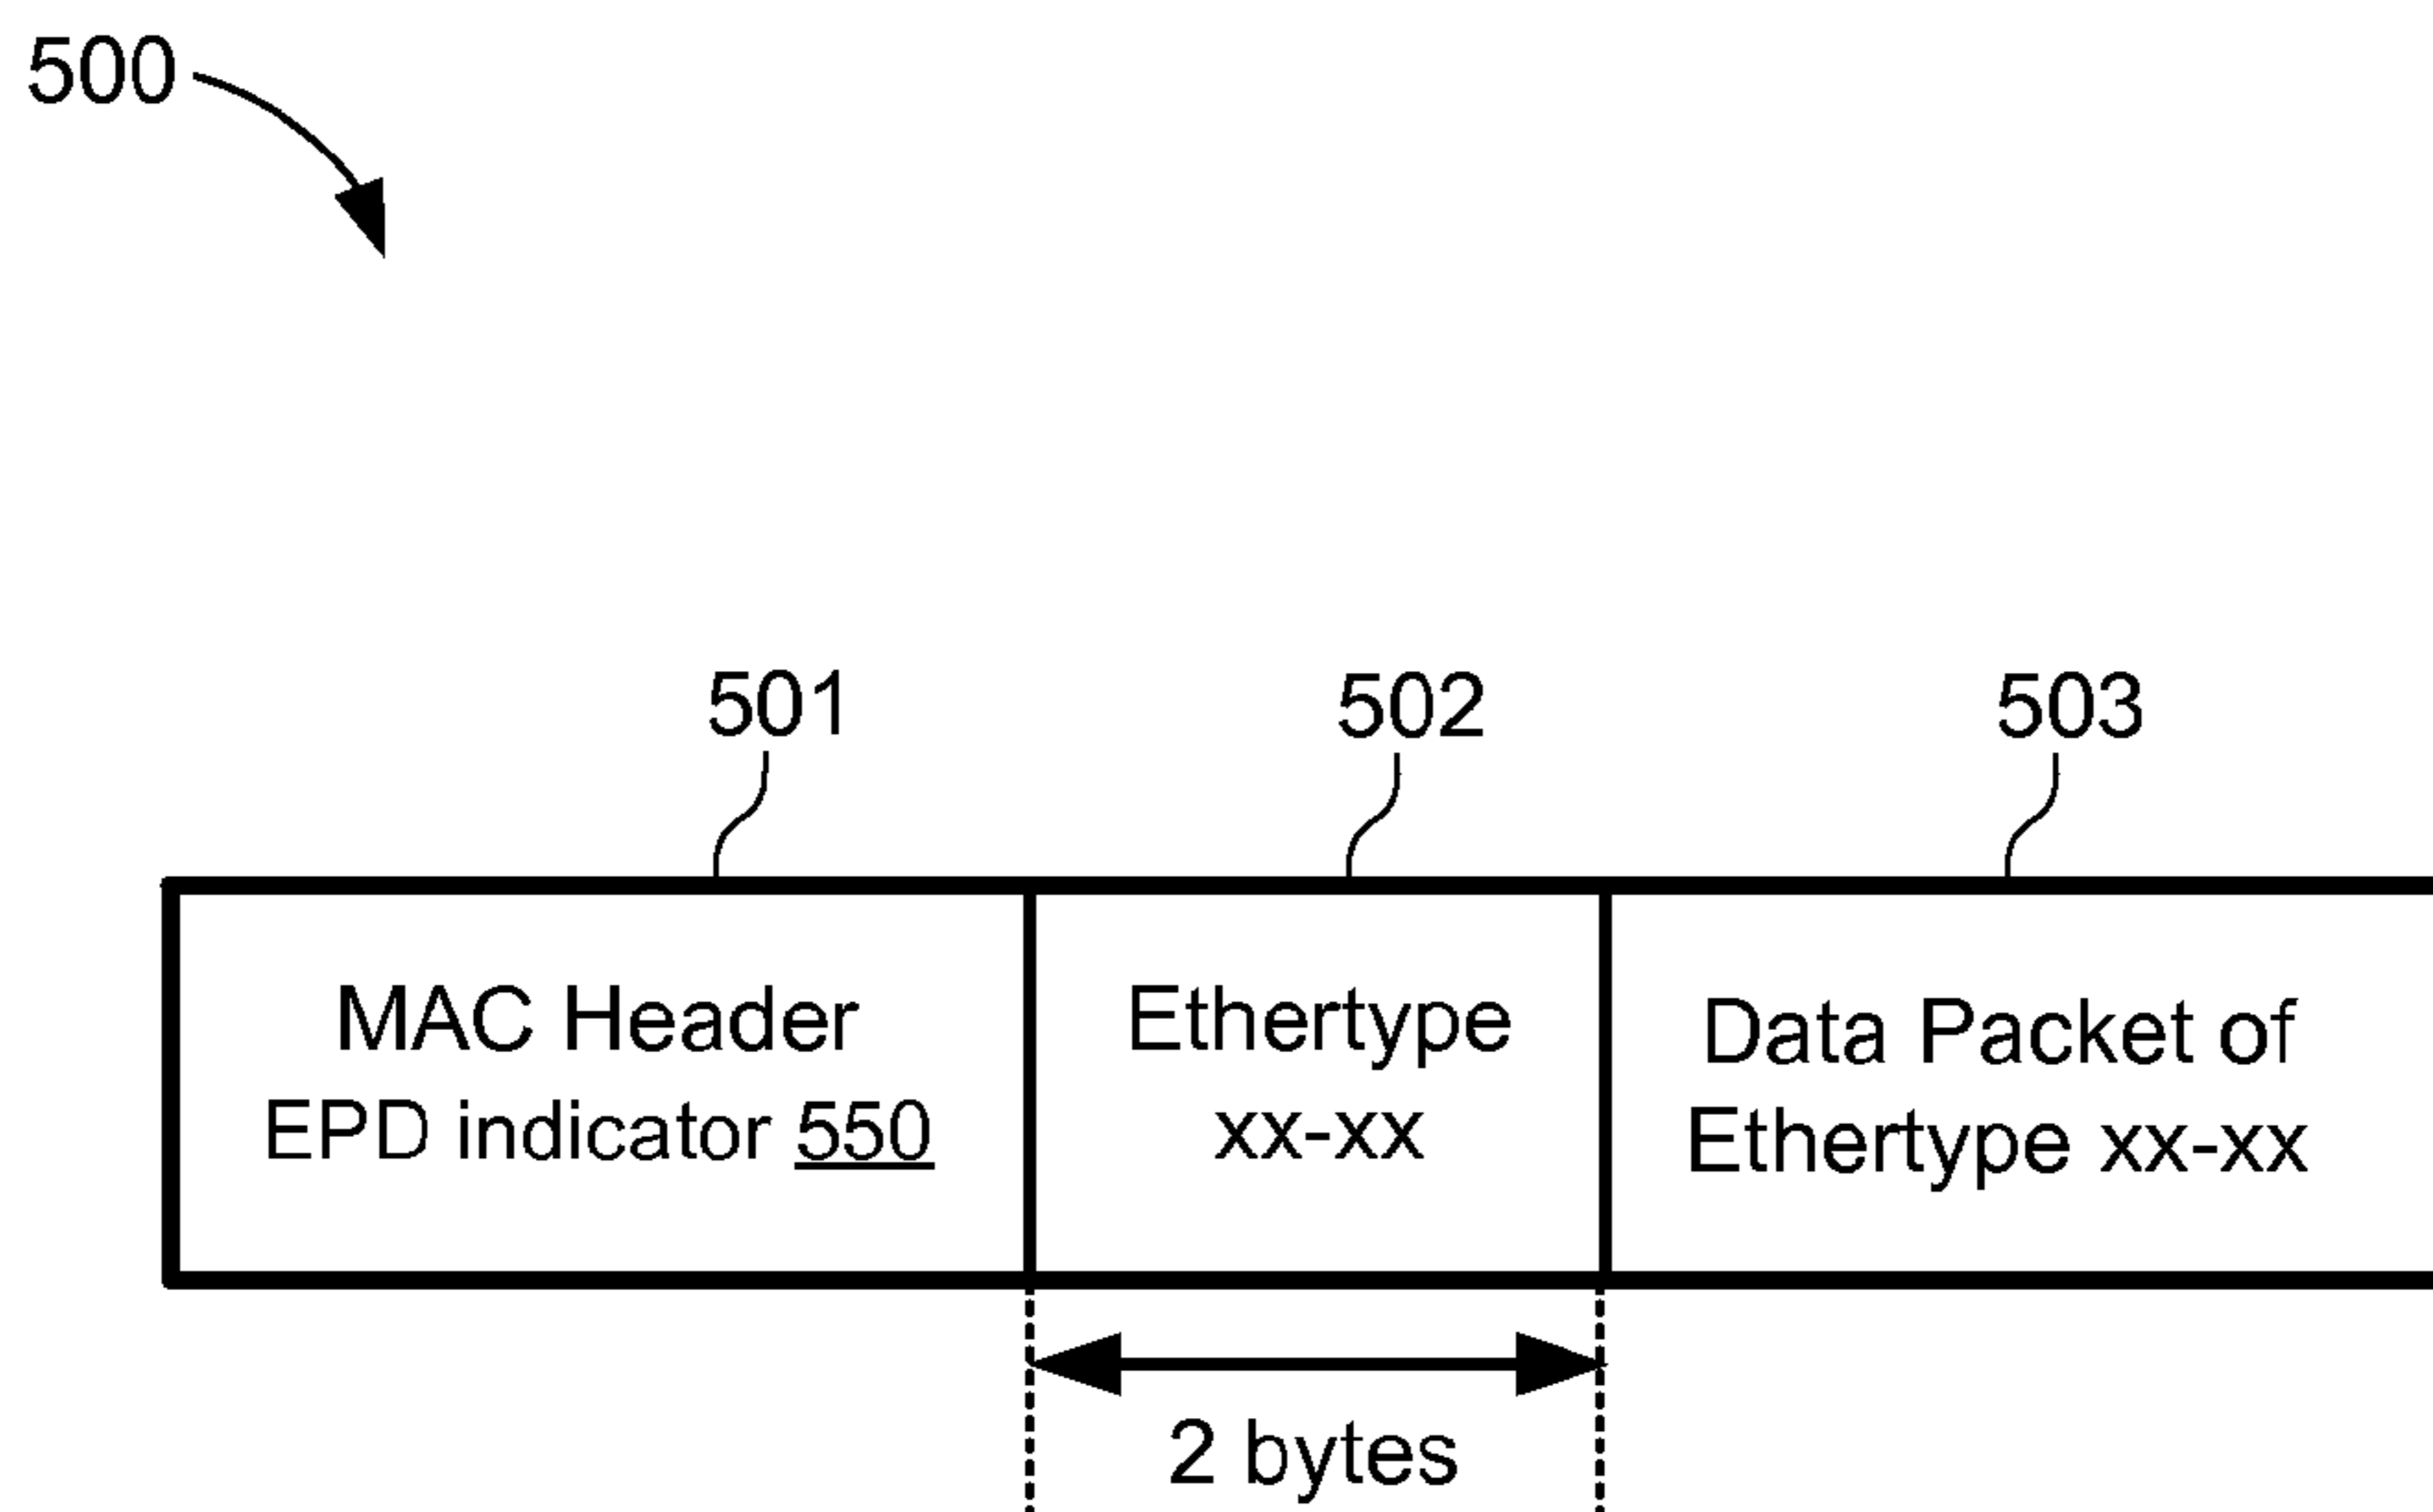 500
501
502
503
MAC Header
EPD indicator 550
Ethertype
xx-xx
Data Packet of
Ethertype xx-xx
2 bytes